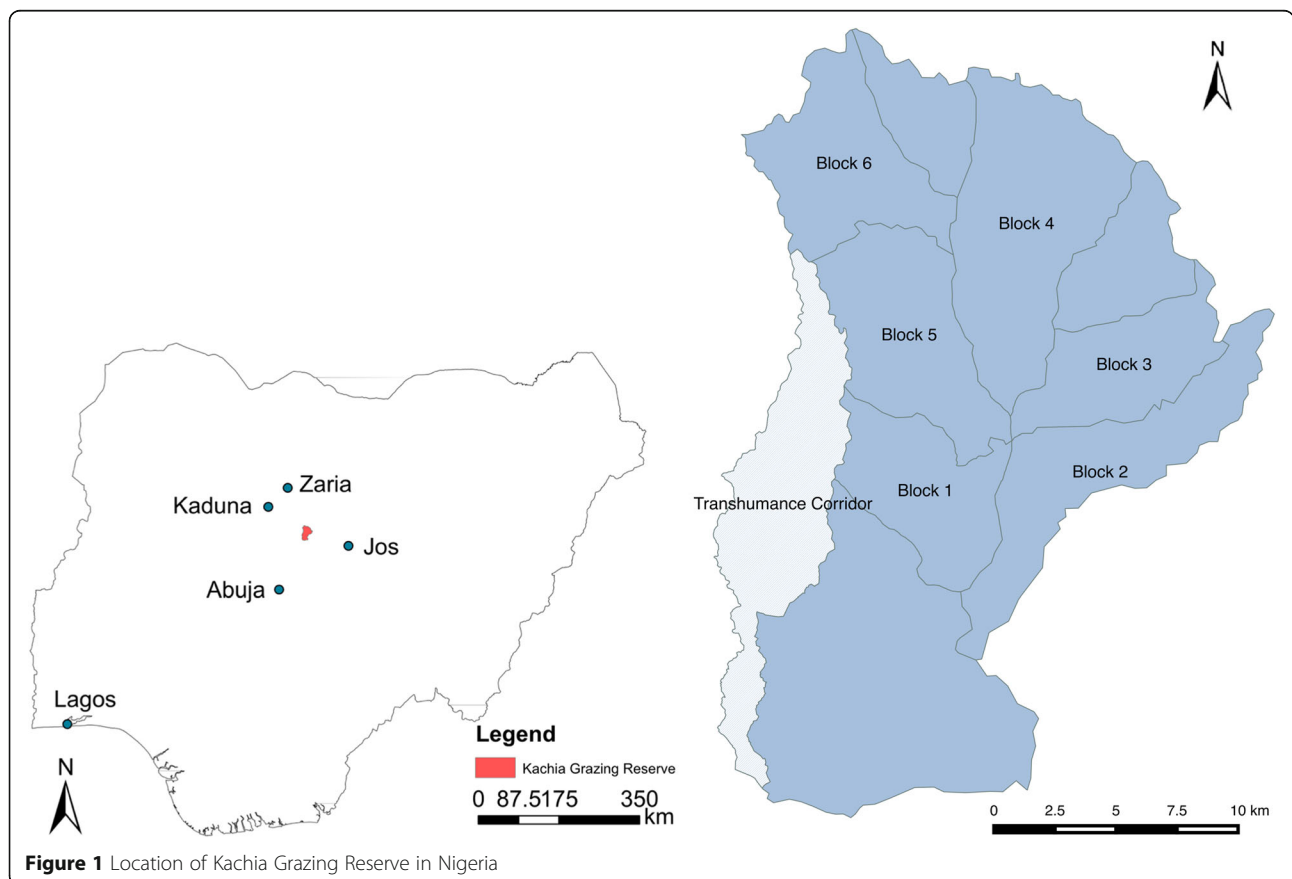 Zaria
Kaduna
Jos
Abuja
Lagos
N
Legend
Kachia Grazing Reserve
0 87.5175 350
km
N
Block 6
Block 4
Block 5
Block 3
Block 2
Block 1
Transhumance Corridor
0 2.5 5 7.5 10 km
Figure 1 Location of Kachia Grazing Reserve in Nigeria